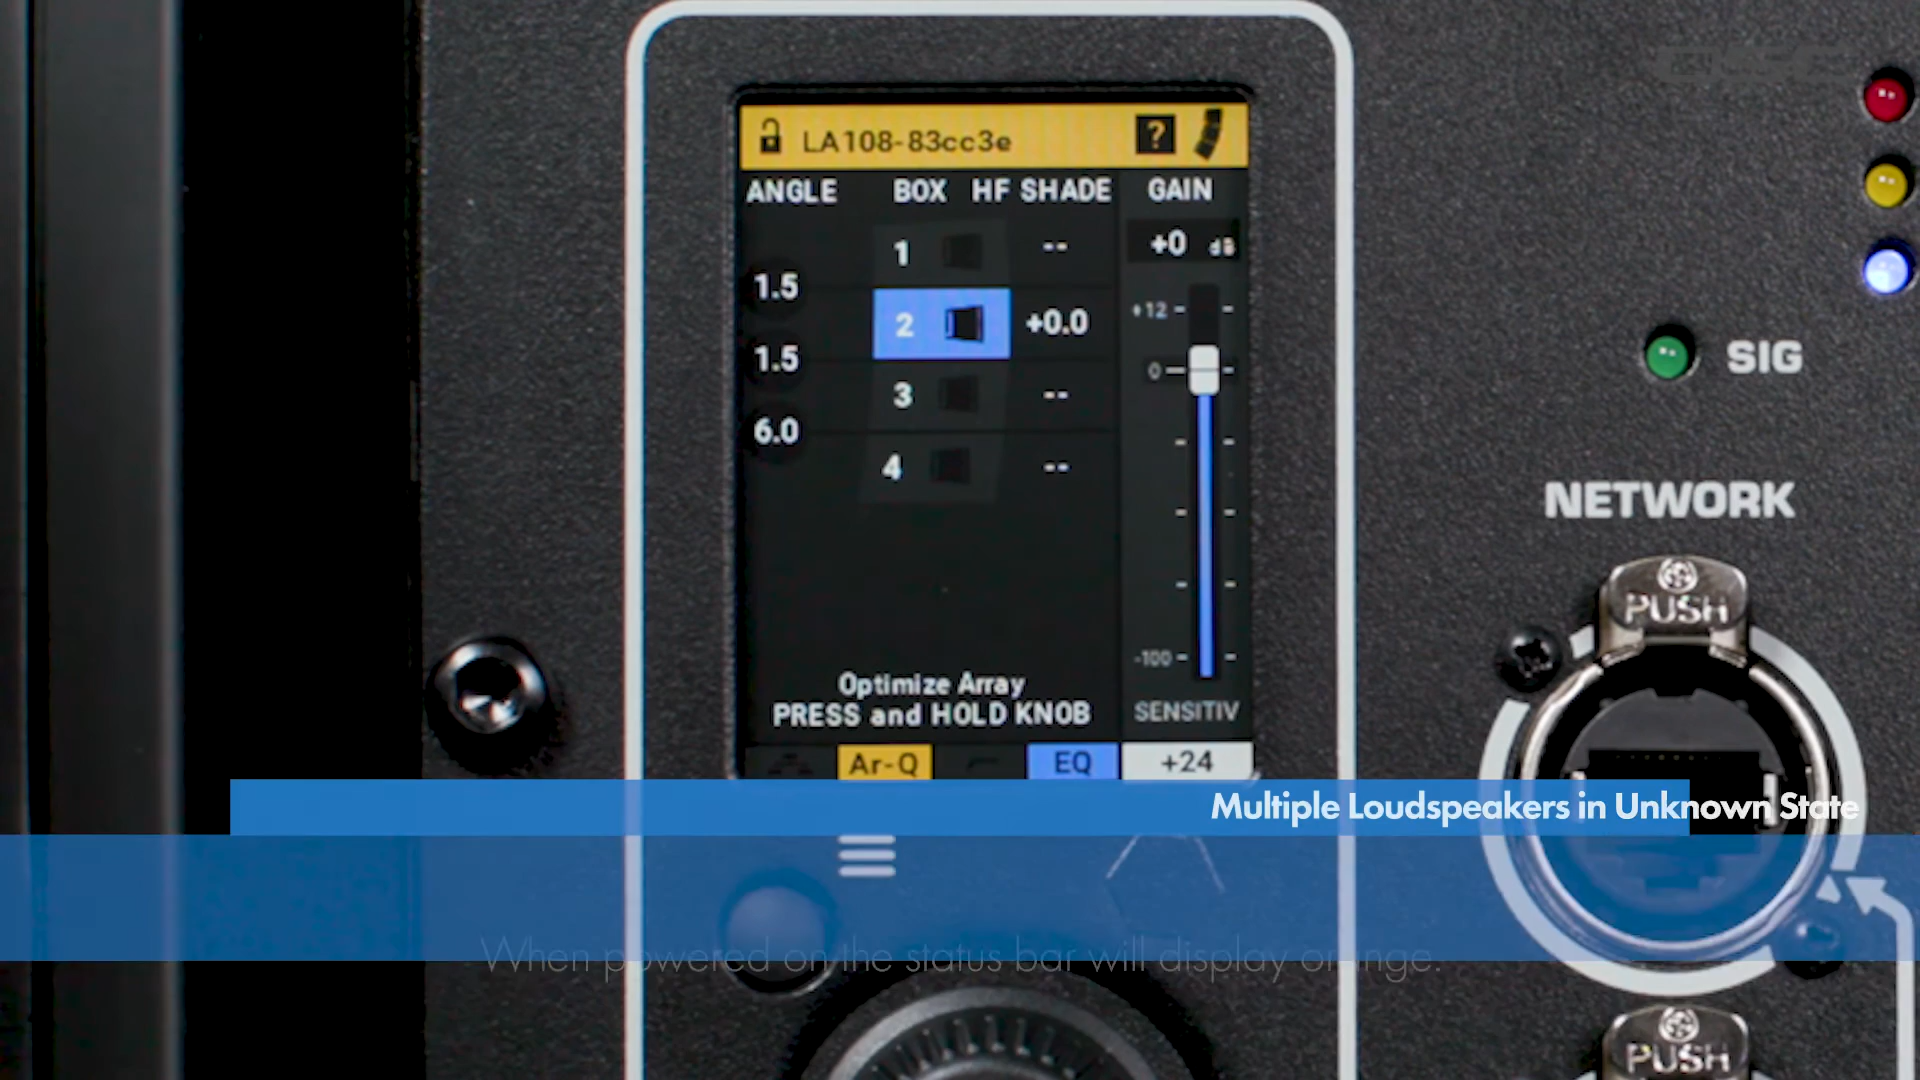 LA108-83cc3e ?
ANGLE BOX HF SHADE GAIN
1 -- +0 dB
1.5
2 +0.0 +12
1.5 0
3 --
6.0
4 --
-100
Optimize Array
PRESS and HOLD KNOB
SENSITIV
Ar-Q EQ +24
SIG
NETWORK
PUSH
Multiple Loudspeakers in Unknown State
When powered on the status bar will display orange.
PUSH